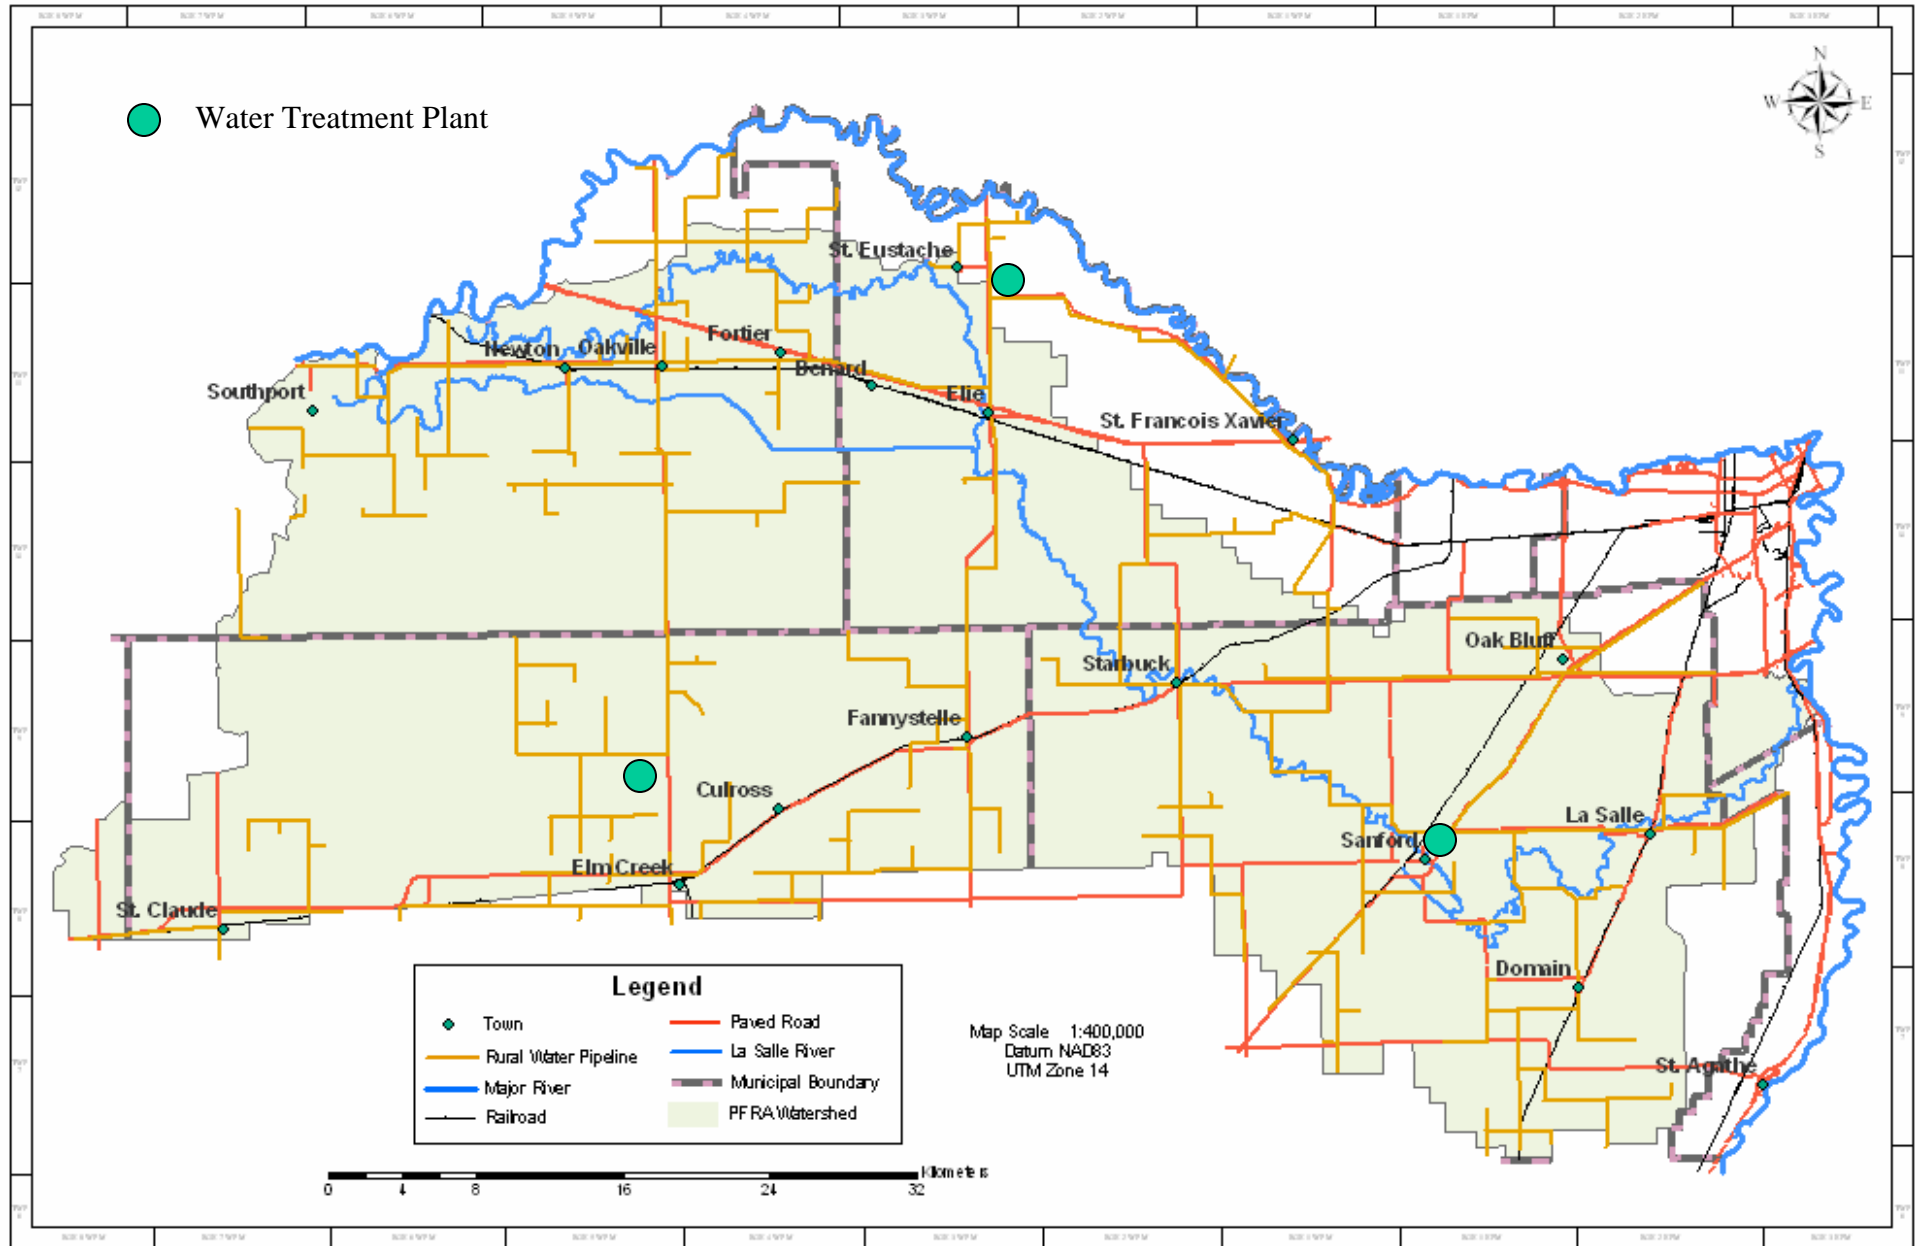 N
W E
S
Water Treatment Plant
St. Eustache
Fortier
Newton Oakville
Benard
Southport
Elie
St. Francois Xavier
Oak Bluff
Starbuck
Fannystelle
Culross
La Salle
Sanford
Elm Creek
St. Claude
Domain
St. Agathe
Legend
Town
Paved Road
Rural Water Pipeline
La Salle River
Major River
Municipal Boundary
Railroad
PFRA Watershed
Map Scale 1:400,000
Datum NAD83
UTM Zone 14
Kilometers
0 4 8 16 24 32